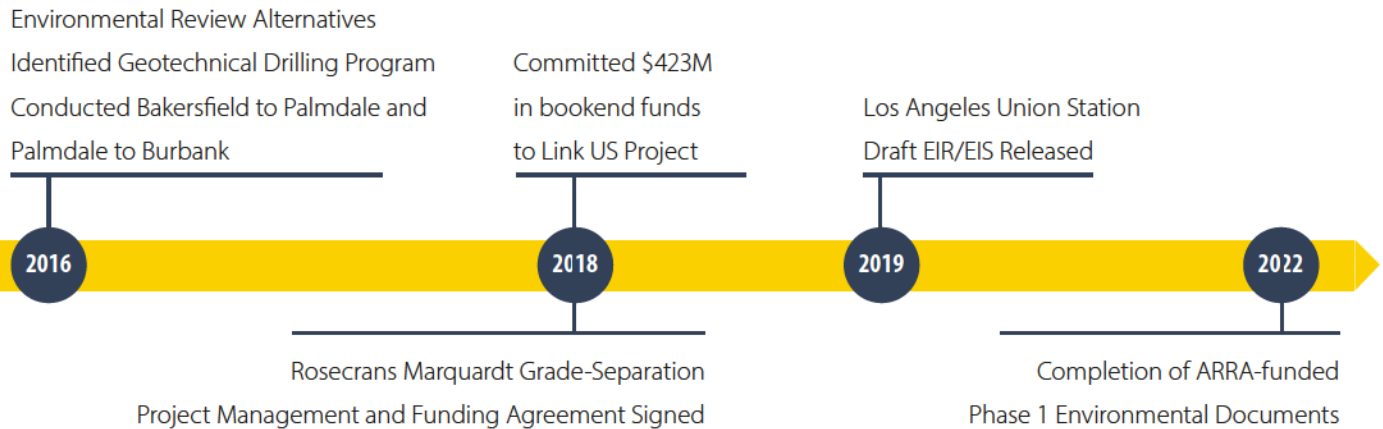 Environmental Review Alternatives
Identified Geotechnical Drilling Program
Conducted Bakersfield to Palmdale and
Palmdale to Burbank
Committed $423M
in bookend funds
to Link US Project
Los Angeles Union Station
Draft EIR/EIS Released
2016
2018
2019
2022
Rosecrans Marquardt Grade-Separation
Project Management and Funding Agreement Signed
Completion of ARRA-funded
Phase 1 Environmental Documents